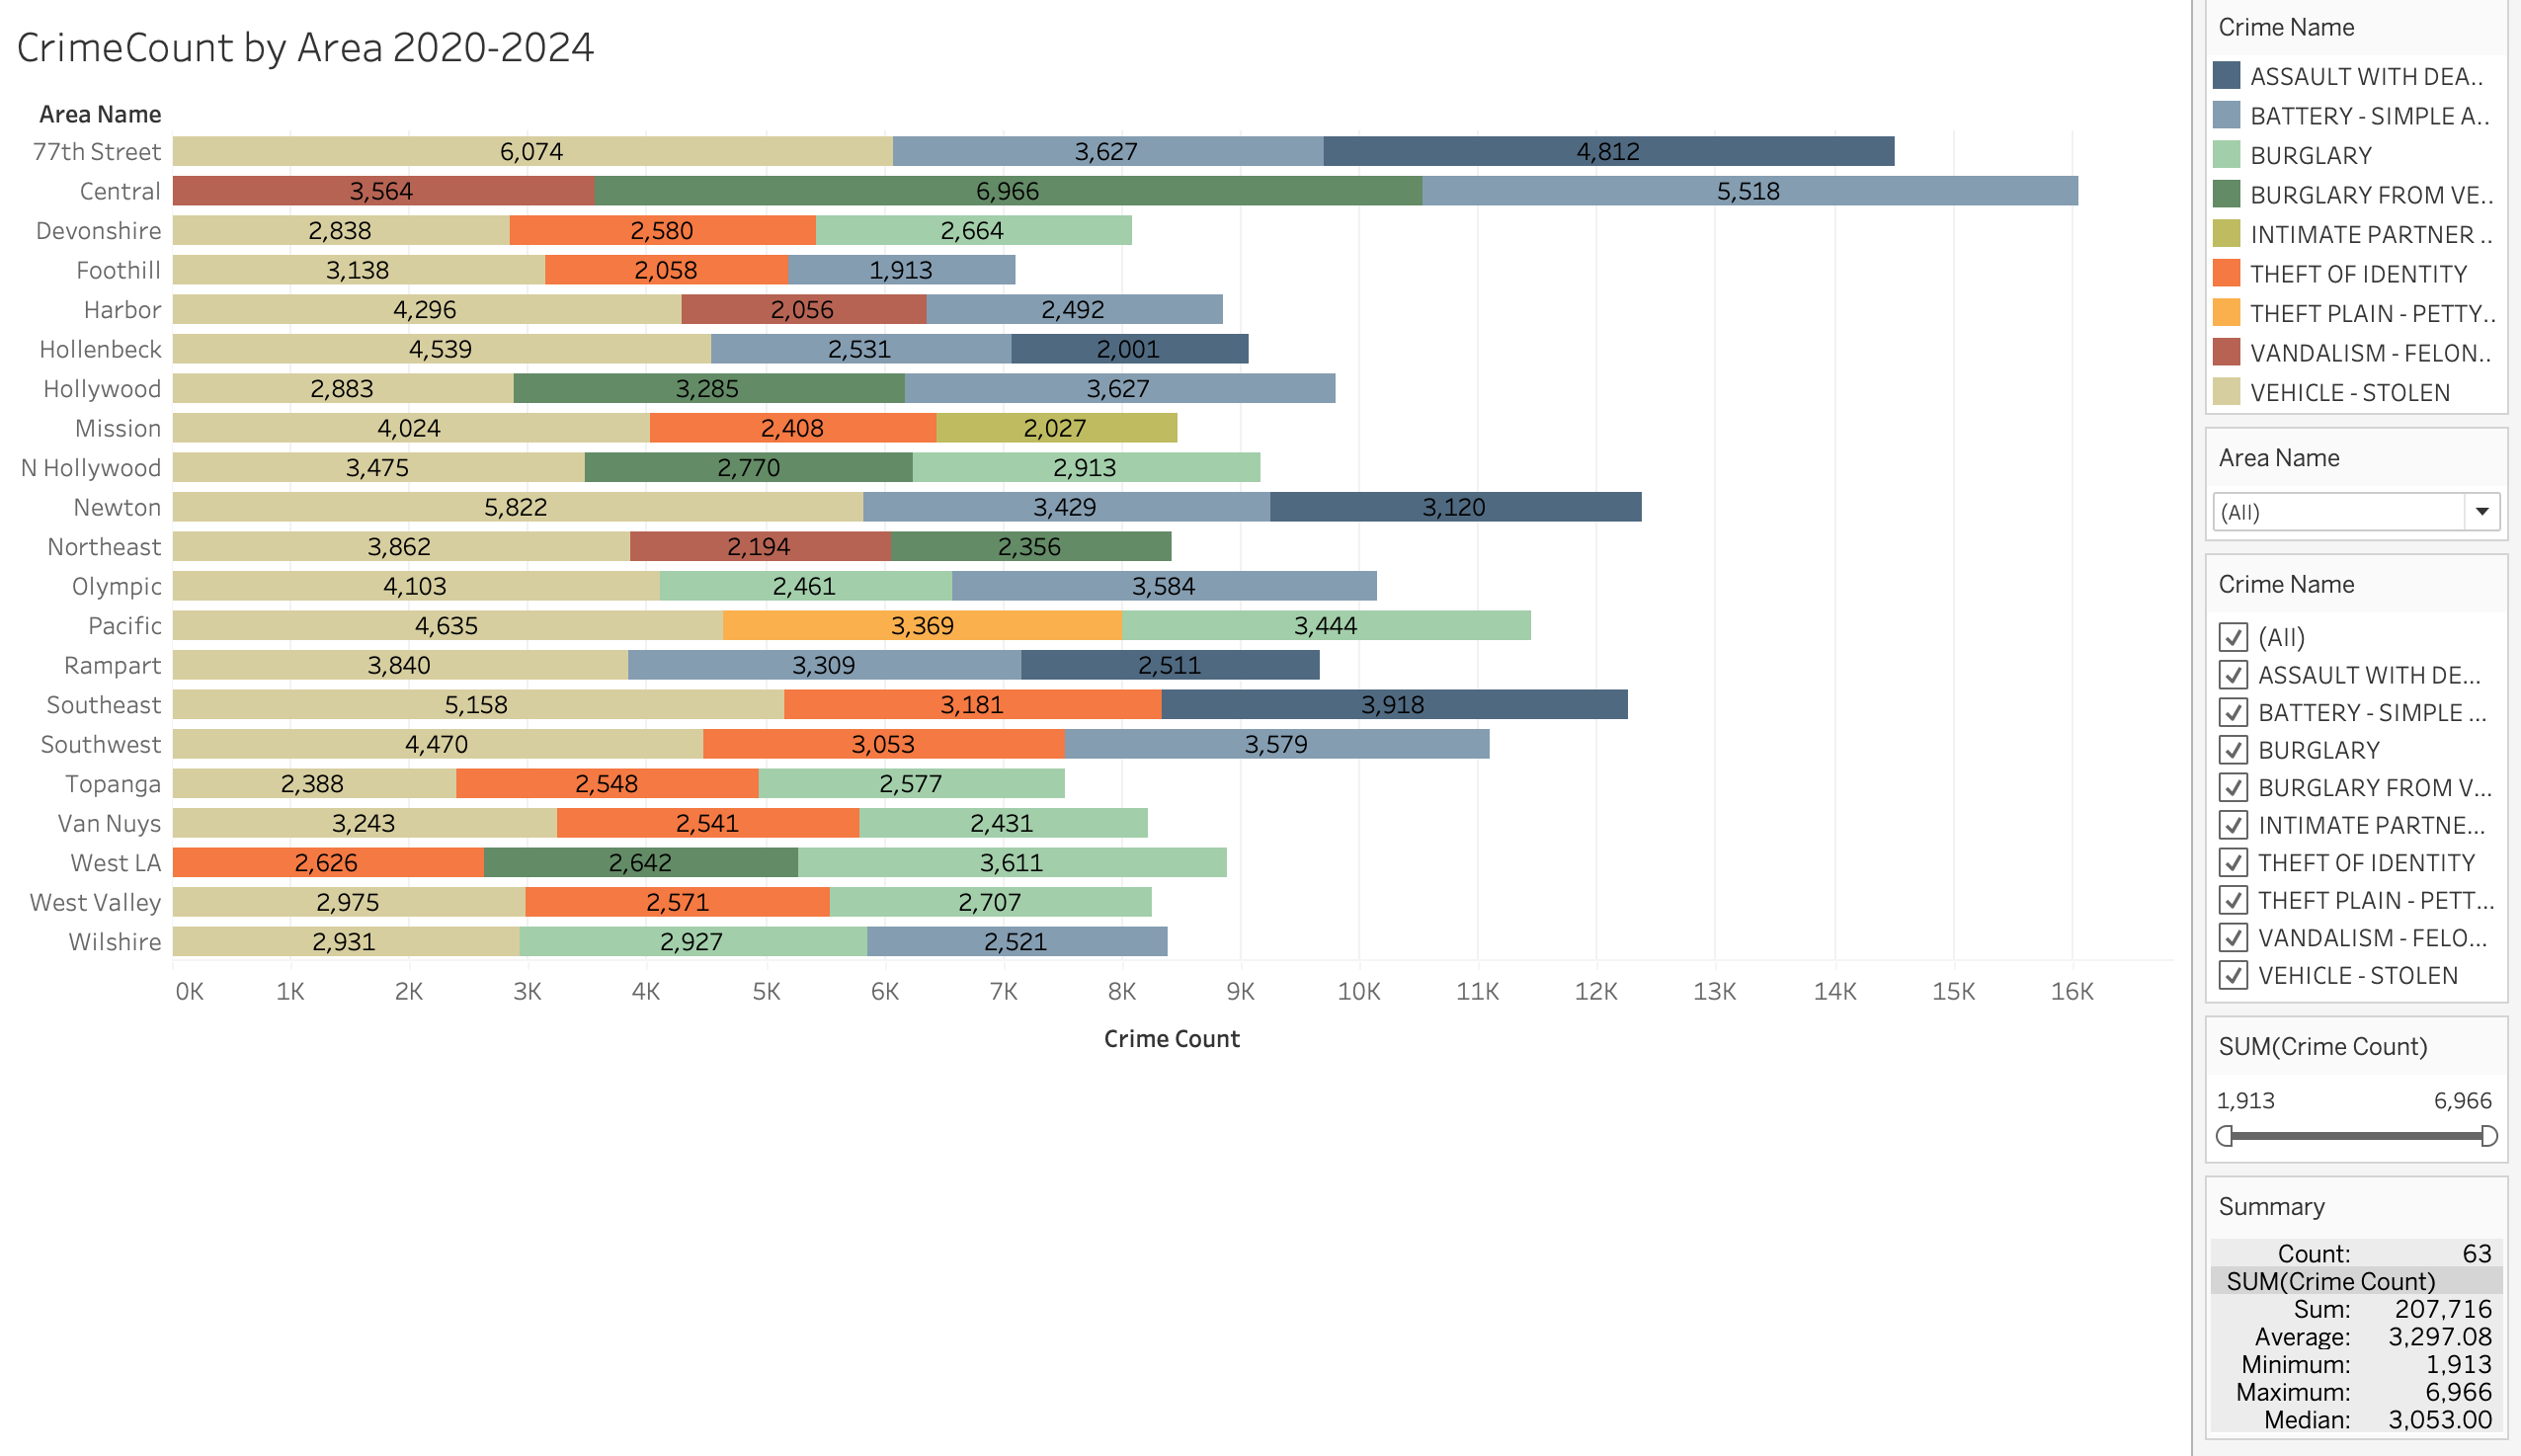 CrimeCount by Area 2020-2024
Area Name
77th Street 6,074 3,627 4,812
Central 3,564 6,966 5,518
Devonshire 2,838 2,580 2,664
Foothill 3,138 2,058 1,913
Harbor 4,296 2,056 2,492
Hollenbeck 4,539 2,531 2,001
Hollywood 2,883 3,285 3,627
Mission 4,024 2,408 2,027
N Hollywood 3,475 2,770 2,913
Newton 5,822 3,429 3,120
Northeast 3,862 2,194 2,356
Olympic 4,103 2,461 3,584
Pacific 4,635 3,369 3,444
Rampart 3,840 3,309 2,511
Southeast 5,158 3,181 3,918
Southwest 4,470 3,053 3,579
Topanga 2,388 2,548 2,577
Van Nuys 3,243 2,541 2,431
West LA 2,626 2,642 3,611
West Valley 2,975 2,571 2,707
Wilshire 2,931 2,927 2,521
0K 1K 2K 3K 4K 5K 6K 7K 8K 9K 10K 11K 12K 13K 14K 15K 16K
Crime Count
Crime Name
ASSAULT WITH DEA..
BATTERY - SIMPLE A..
BURGLARY
BURGLARY FROM VE..
INTIMATE PARTNER ..
THEFT OF IDENTITY
THEFT PLAIN - PETTY..
VANDALISM - FELON..
VEHICLE - STOLEN
Area Name
(All)
Crime Name
(All)
ASSAULT WITH DE...
BATTERY - SIMPLE ...
BURGLARY
BURGLARY FROM V...
INTIMATE PARTNE...
THEFT OF IDENTITY
THEFT PLAIN - PETT...
VANDALISM - FELO...
VEHICLE - STOLEN
SUM(Crime Count)
1,913 6,966
Summary
Count: 63
SUM(Crime Count)
Sum: 207,716
Average: 3,297.08
Minimum: 1,913
Maximum: 6,966
Median: 3,053.00